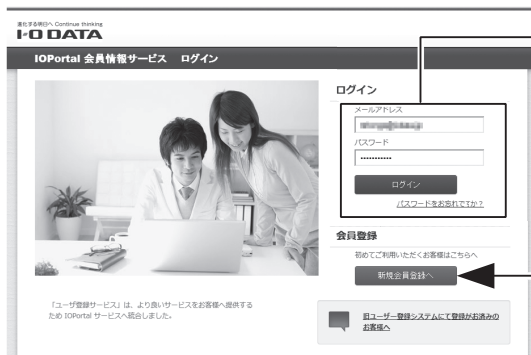 進化する明日へ Continue thinking
I-O DATA
IOPortal 会員情報サービス ログイン
ログイン
メールアドレス
パスワード
•••••••••••
ログイン
パスワードをお忘れですか？
会員登録
初めてご利用いただくお客様はこちらへ
新規会員登録へ
「ユーザ登録サービス」は、より良いサービスをお客様へ提供する
ため IOPortal サービスへ統合しました。
旧ユーザー登録システムにて登録がお済みの
お客様へ